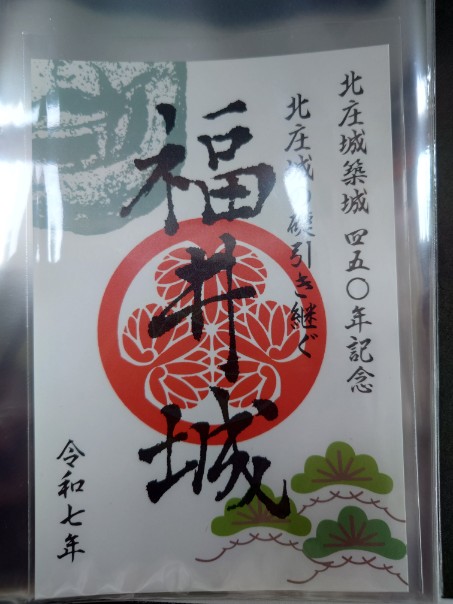 北庄城築城 四五〇年記念
北庄城の礎引き継ぐ
福井城
令和七年